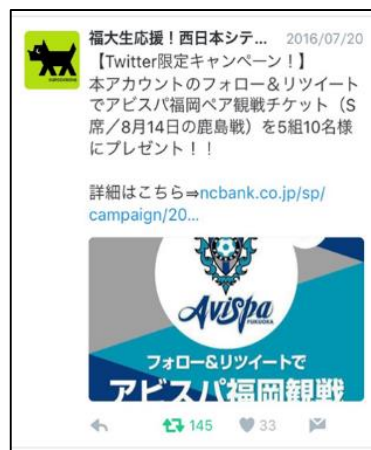 福大生応援！西日本シテ... 2016/07/20
【Twitter限定キャンペーン！】
本アカウントのフォロー＆リツイート
でアビスパ福岡ペア観戦チケット（S
席／8月14日の鹿島戦）を5組10名様
にプレゼント！！
詳細はこちら⇒ncbank.co.jp/sp/
campaign/20...
AVISPA
FUKUOKA
フォロー&リツイートで
アビスパ福岡観戦
145 33